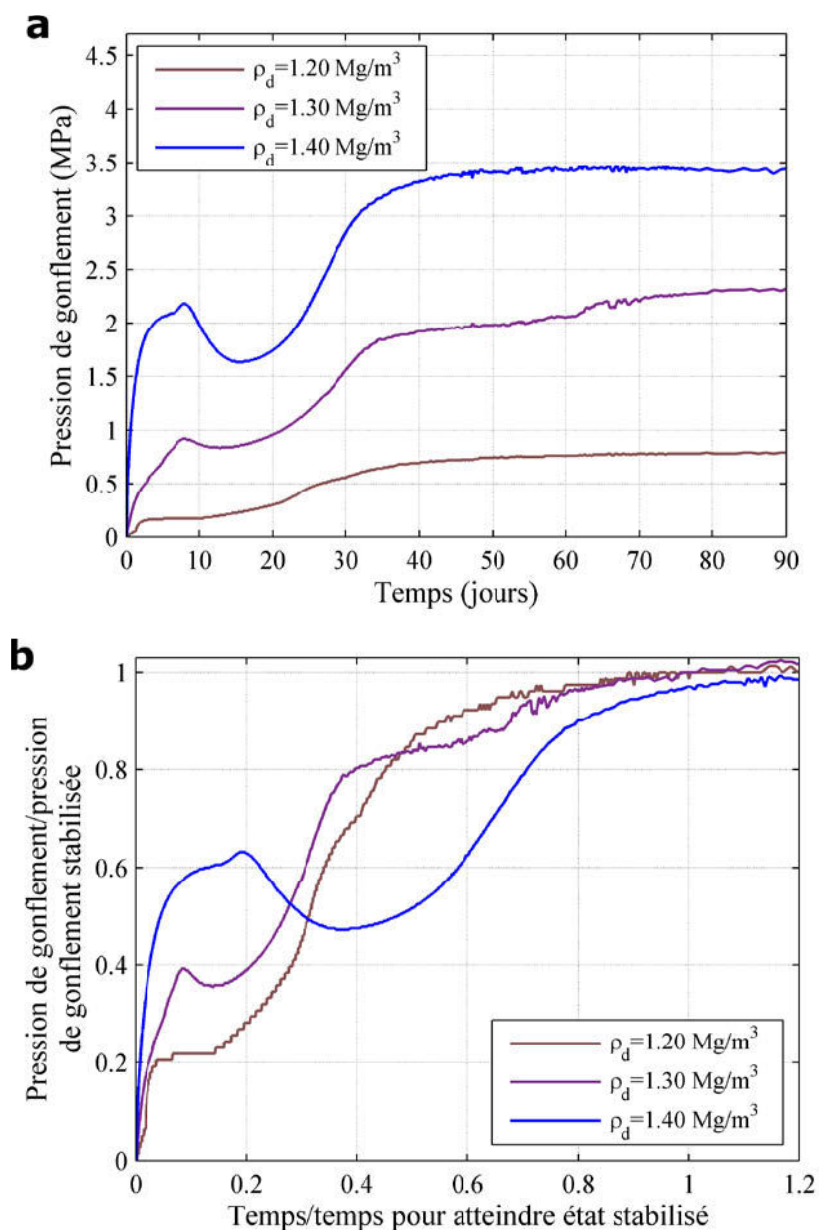 a
4.5
4
3.5
3
2.5
2
1.5
1
0.5
0
ρd=1.20 Mg/m³
ρd=1.30 Mg/m³
ρd=1.40 Mg/m³
Pression de gonflement (MPa)
0 10 20 30 40 50 60 70 80 90
Temps (jours)
b
1
0.8
0.6
0.4
0.2
0
Pression de gonflement/pression
de gonflement stabilisée
ρd=1.20 Mg/m³
ρd=1.30 Mg/m³
ρd=1.40 Mg/m³
0 0.2 0.4 0.6 0.8 1 1.2
Temps/temps pour atteindre état stabilisé